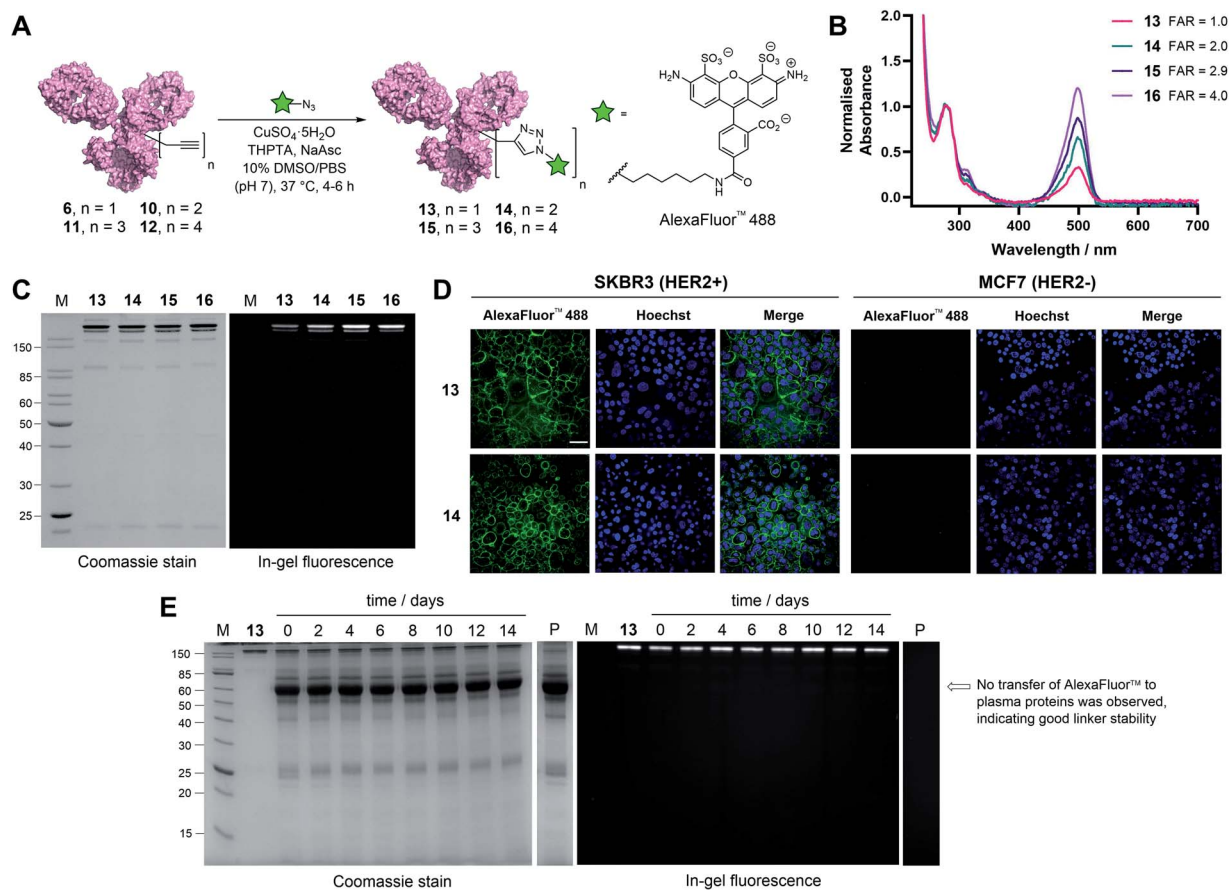 A
N₃
CuSO₄·5H₂O
THPTA, NaAsc
10% DMSO/PBS
(pH 7), 37 °C, 4-6 h
n
6, n = 1 10, n = 2
11, n = 3 12, n = 4
N N
N
n
13, n = 1 14, n = 2
15, n = 3 16, n = 4
=
SO₃ ⊖ SO₃ ⊖
H₂N O NH₂ ⊕
CO₂ ⊖
N
H
O
AlexaFluor™ 488
B
Normalised
Absorbance
2.0
1.5
1.0
0.5
0.0
300 400 500 600 700
Wavelength / nm
13 FAR = 1.0
14 FAR = 2.0
15 FAR = 2.9
16 FAR = 4.0
C
M 13 14 15 16 M 13 14 15 16
150
85
60
50
40
30
25
Coomassie stain In-gel fluorescence
D
SKBR3 (HER2+) MCF7 (HER2-)
AlexaFluor™ 488 Hoechst Merge AlexaFluor™ 488 Hoechst Merge
13
14
E
time / days time / days
M 13 0 2 4 6 8 10 12 14 P M 13 0 2 4 6 8 10 12 14 P
150
85
60
50
40
30
25
20
15
No transfer of AlexaFluor™ to
plasma proteins was observed,
indicating good linker stability
Coomassie stain In-gel fluorescence